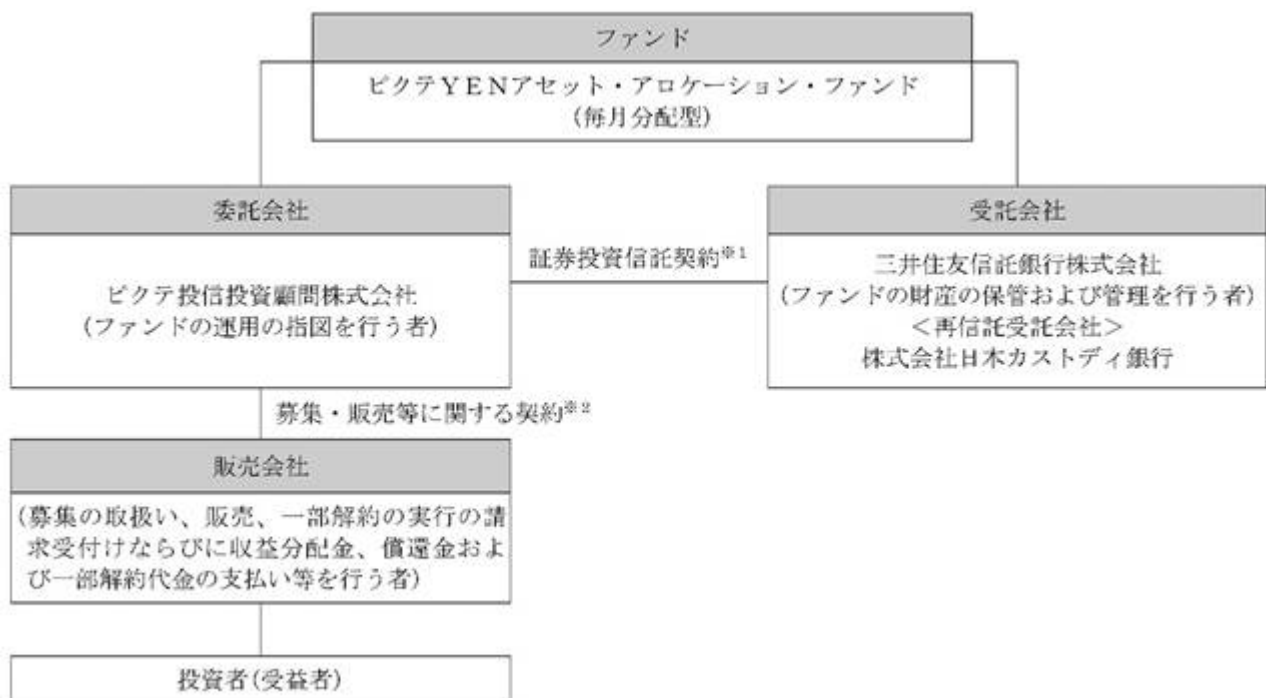 ファンド
ピクテYENアセット・アロケーション・ファンド
(毎月分配型)
委託会社
ピクテ投信投資顧問株式会社
(ファンドの運用の指図を行う者)
証券投資信託契約※1
受託会社
三井住友信託銀行株式会社
(ファンドの財産の保管および管理を行う者)
<再信託受託会社>
株式会社日本カストディ銀行
募集・販売等に関する契約※2
販売会社
(募集の取扱い、販売、一部解約の実行の請
求受付けならびに収益分配金、償還金およ
び一部解約代金の支払い等を行う者)
投資者(受益者)